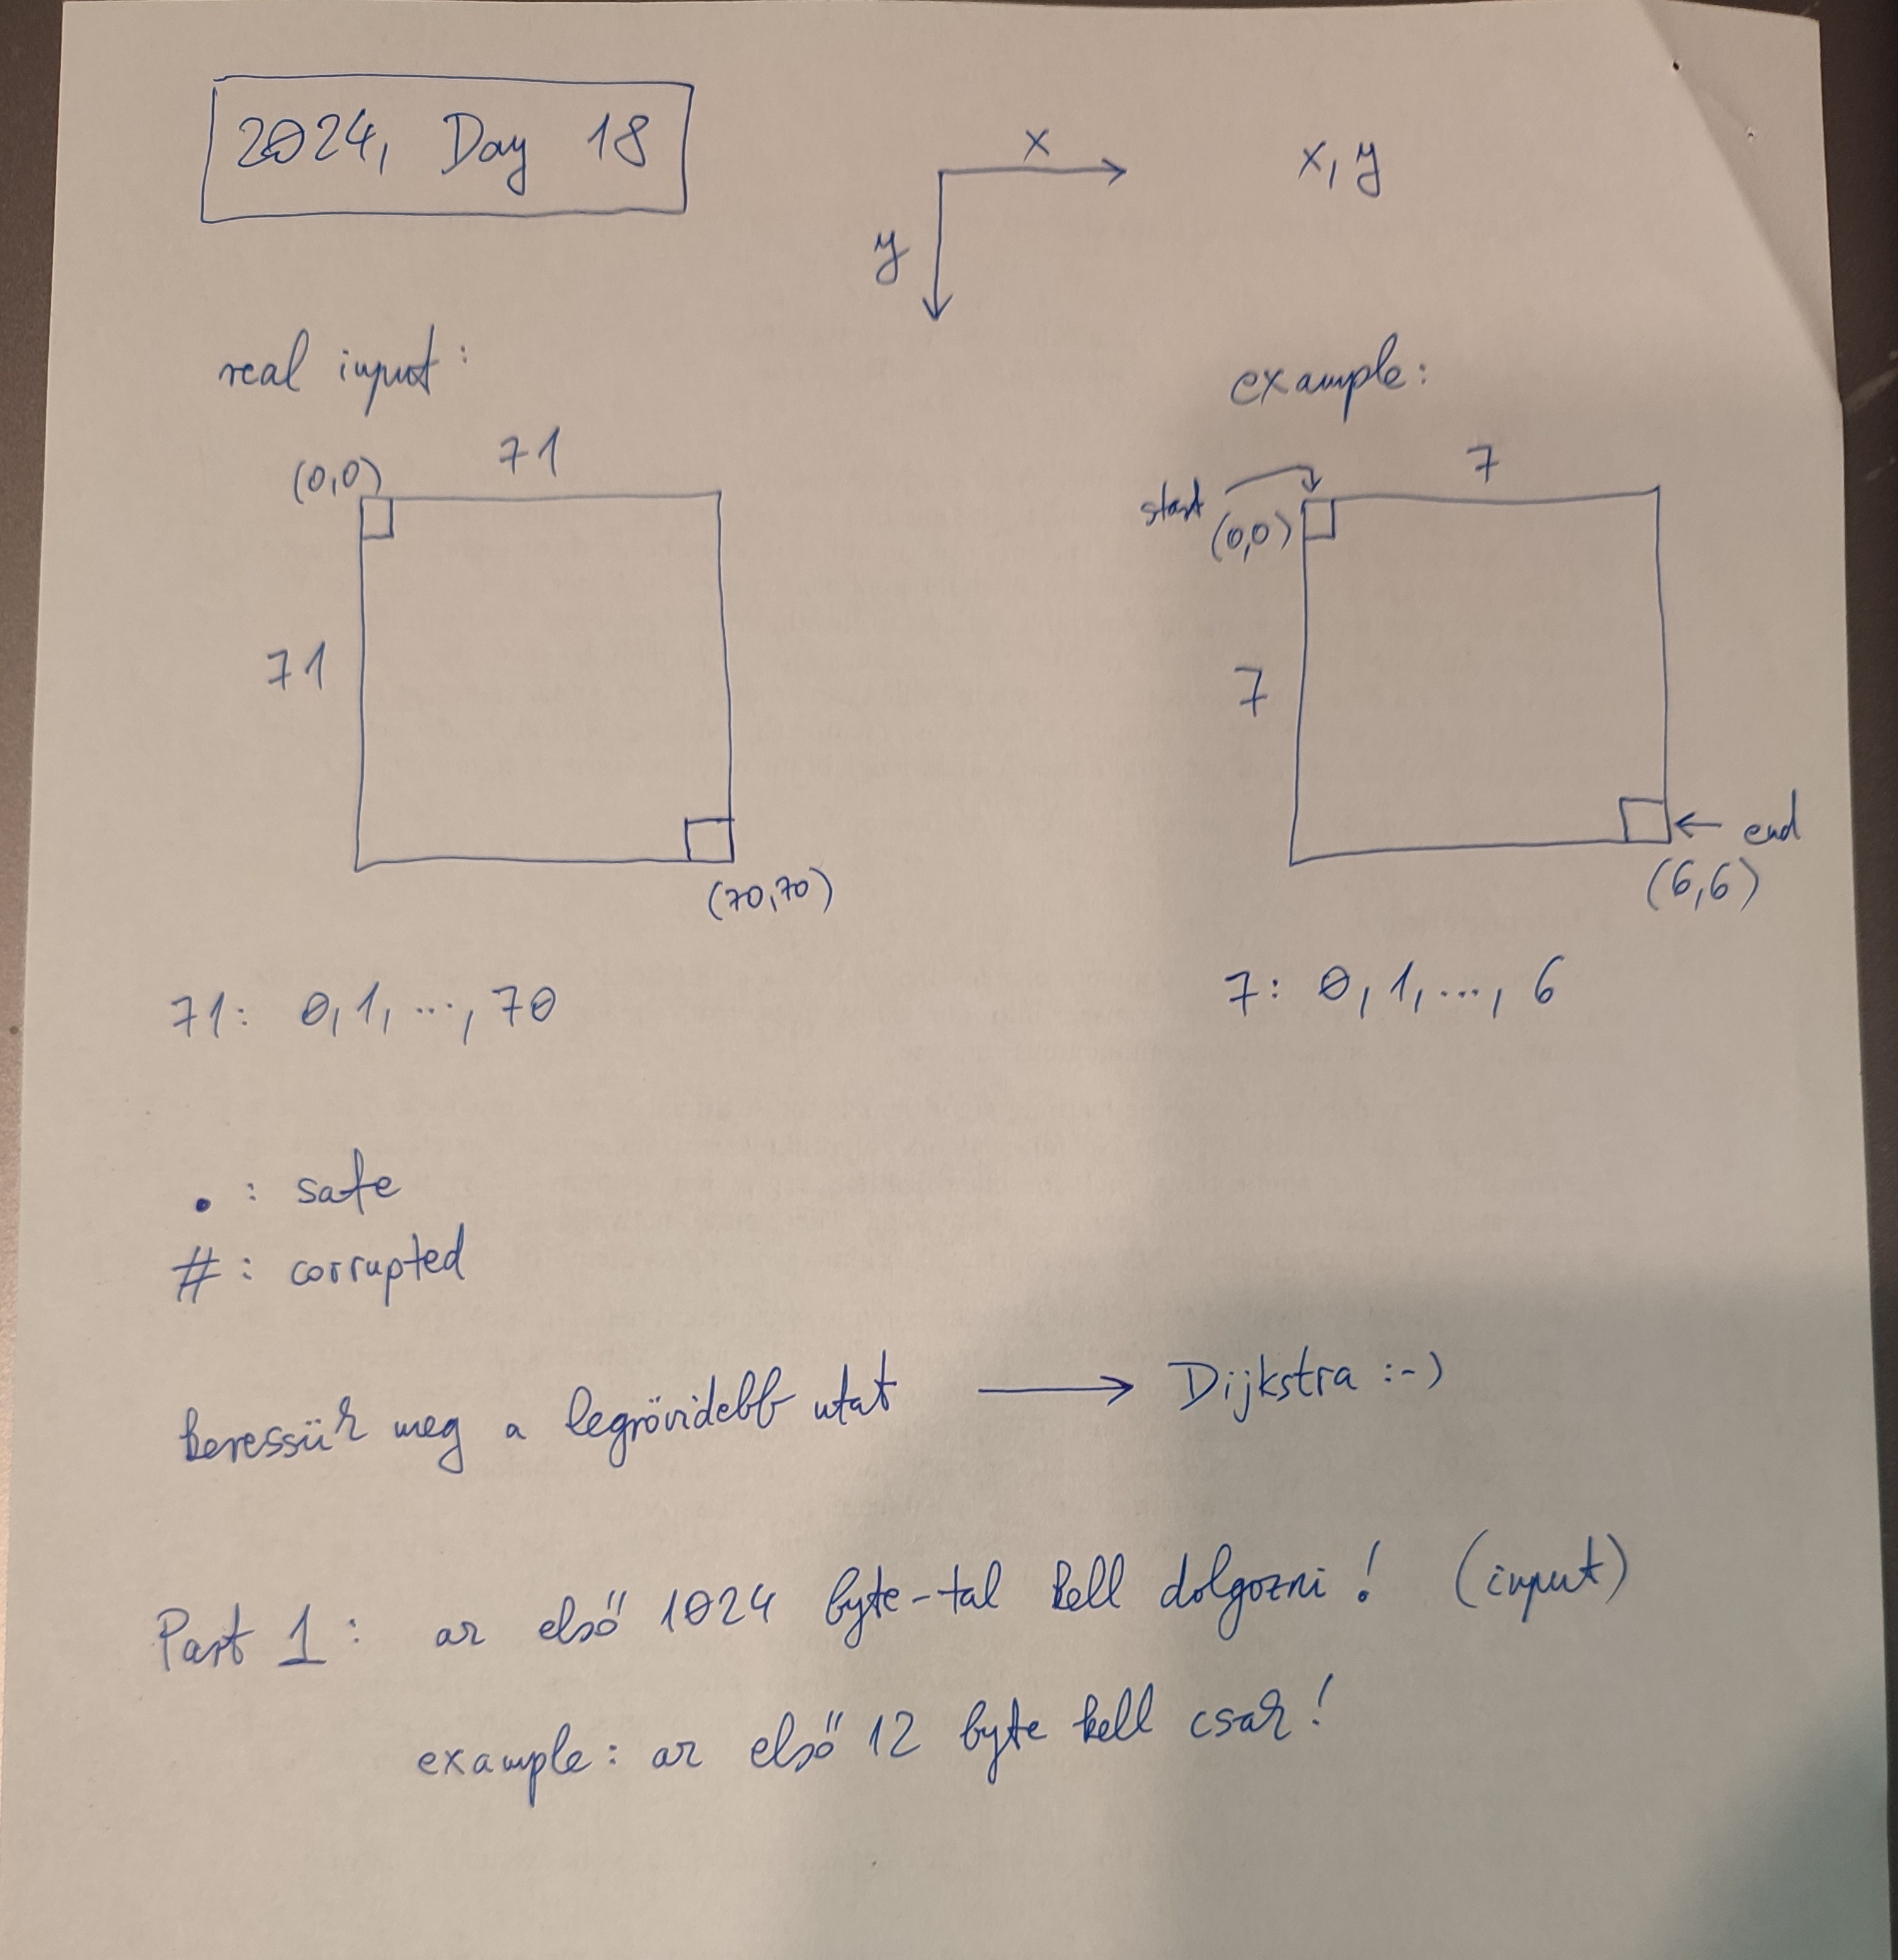 2024, Day 18
x
x, y
y
real input:
example:
(0,0)
71
71
(70,70)
start
(0,0)
7
7
end
(6,6)
71: 0, 1, ..., 70
7: 0, 1, ..., 6
. : safe
# : corrupted
keressük meg a legrövidebb utat → Dijkstra :-)
Part 1: az első 1024 byte-tal kell dolgozni! (input)
example: az első 12 byte kell csak!